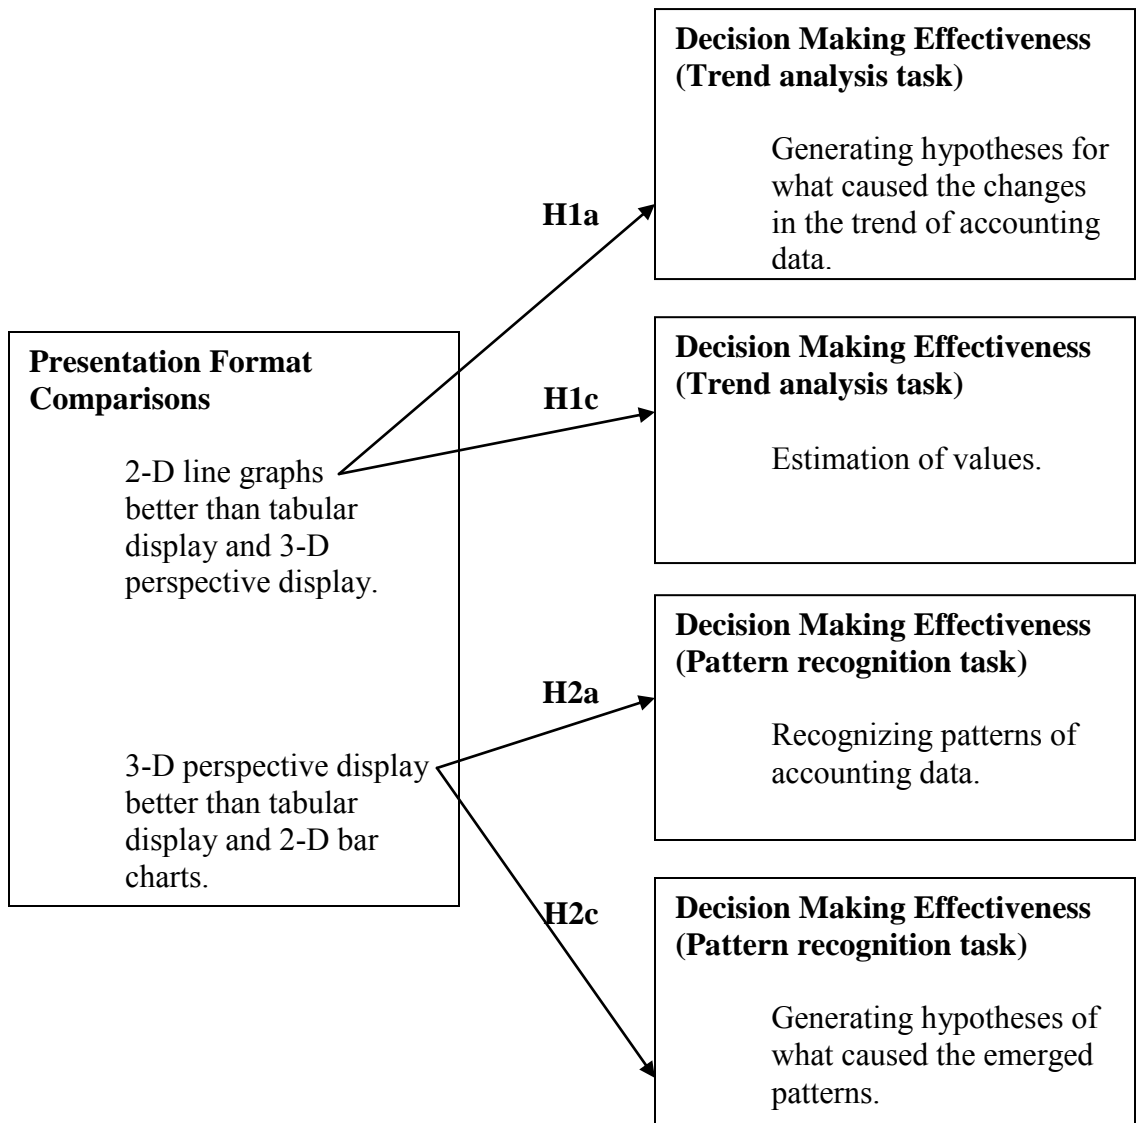 Decision Making Effectiveness
(Trend analysis task)
Generating hypotheses for
what caused the changes
in the trend of accounting
data.
H1a
Presentation Format
Comparisons
2-D line graphs
better than tabular
display and 3-D
perspective display.
3-D perspective display
better than tabular
display and 2-D bar
charts.
H1c
Decision Making Effectiveness
(Trend analysis task)
Estimation of values.
H2a
Decision Making Effectiveness
(Pattern recognition task)
Recognizing patterns of
accounting data.
H2c
Decision Making Effectiveness
(Pattern recognition task)
Generating hypotheses of
what caused the emerged
patterns.